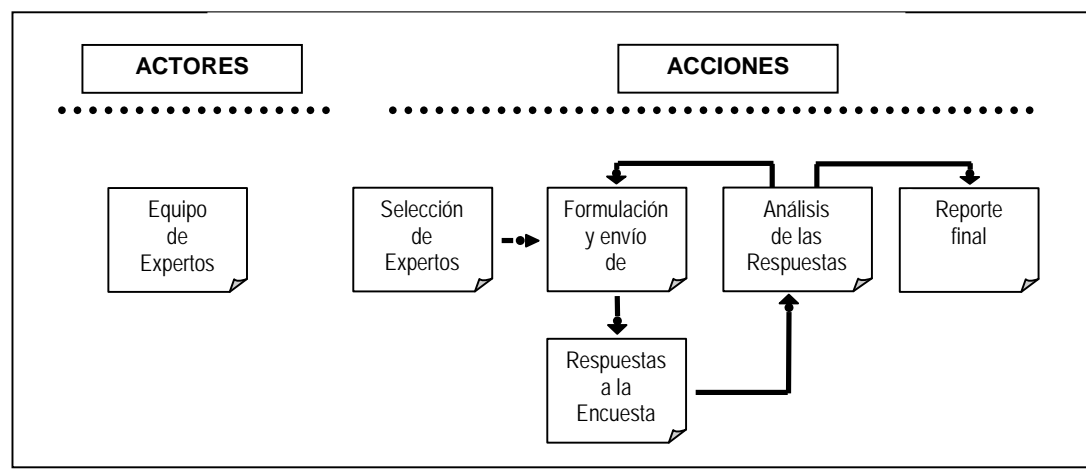 ACTORES
ACCIONES
Equipo
de
Expertos
Selección
de
Expertos
Formulación
y envío
de
Análisis
de las
Respuestas
Reporte
final
Respuestas
a la
Encuesta